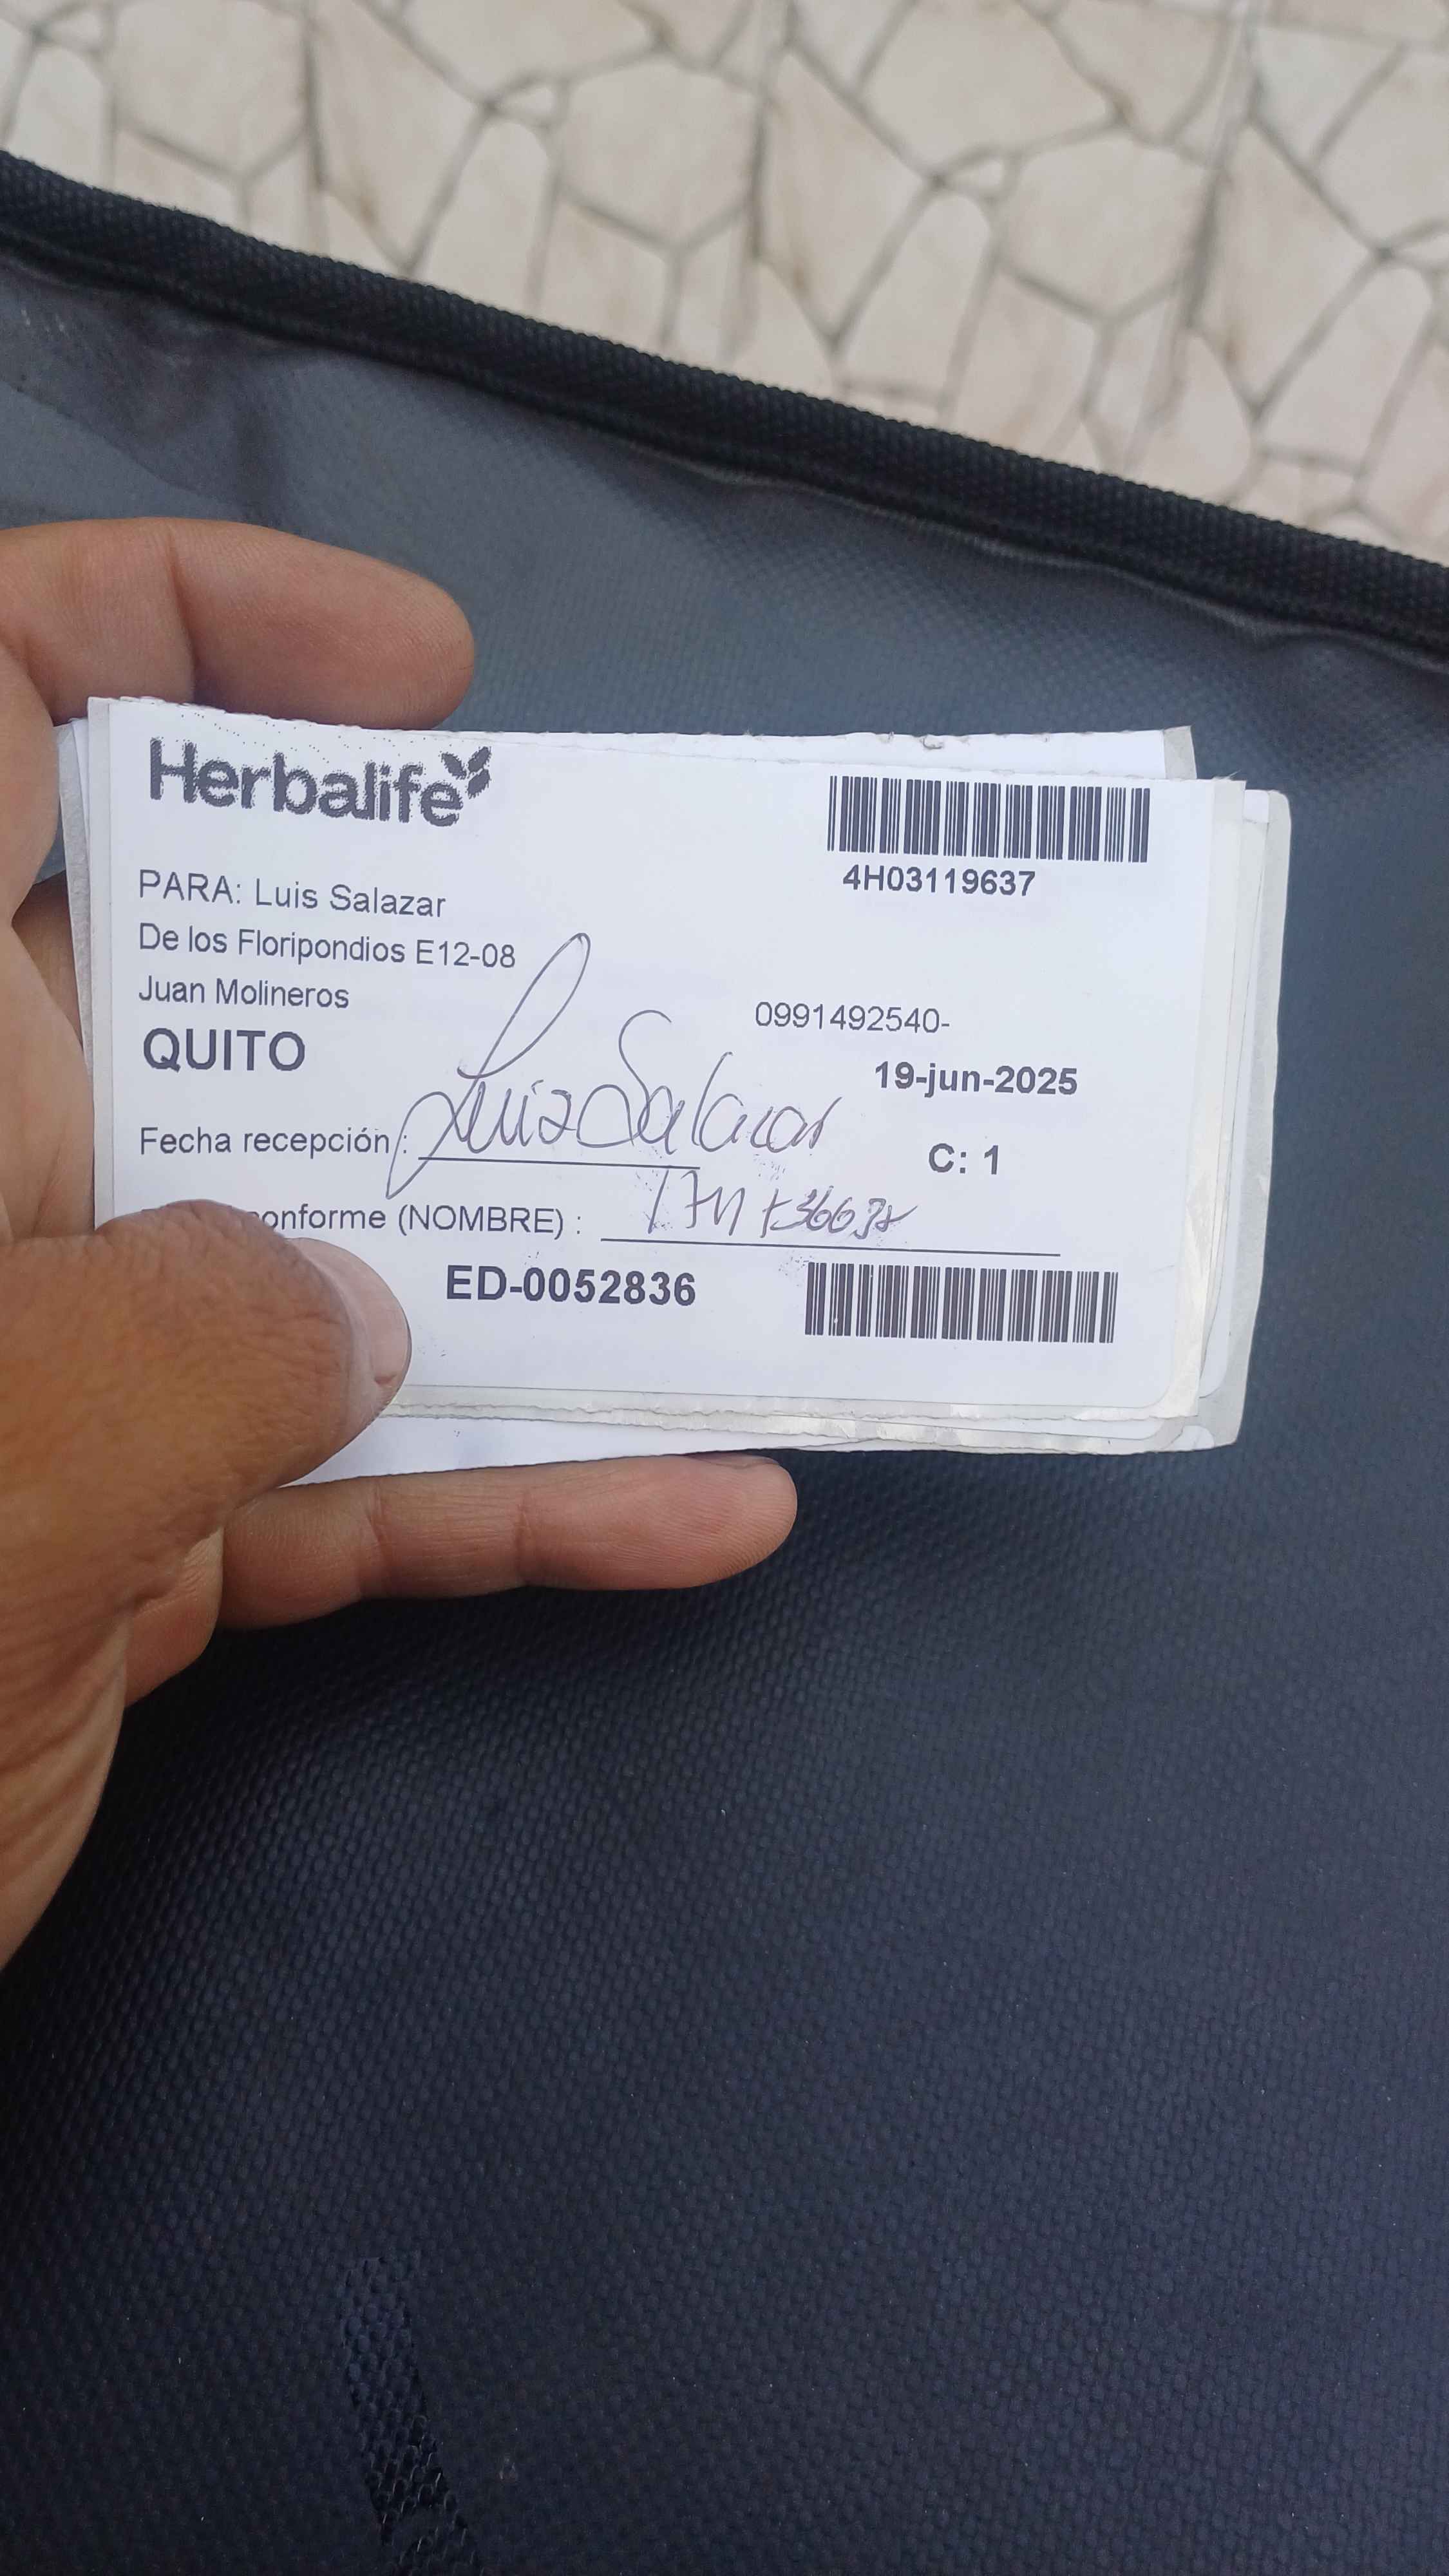 Herbalife
4H03119637
PARA: Luis Salazar
De los Floripondios E12-08
Juan Molineros
0991492540-
QUITO
19-jun-2025
Fecha recepción : Luis Salazar
C: 1
conforme (NOMBRE) :
ED-0052836